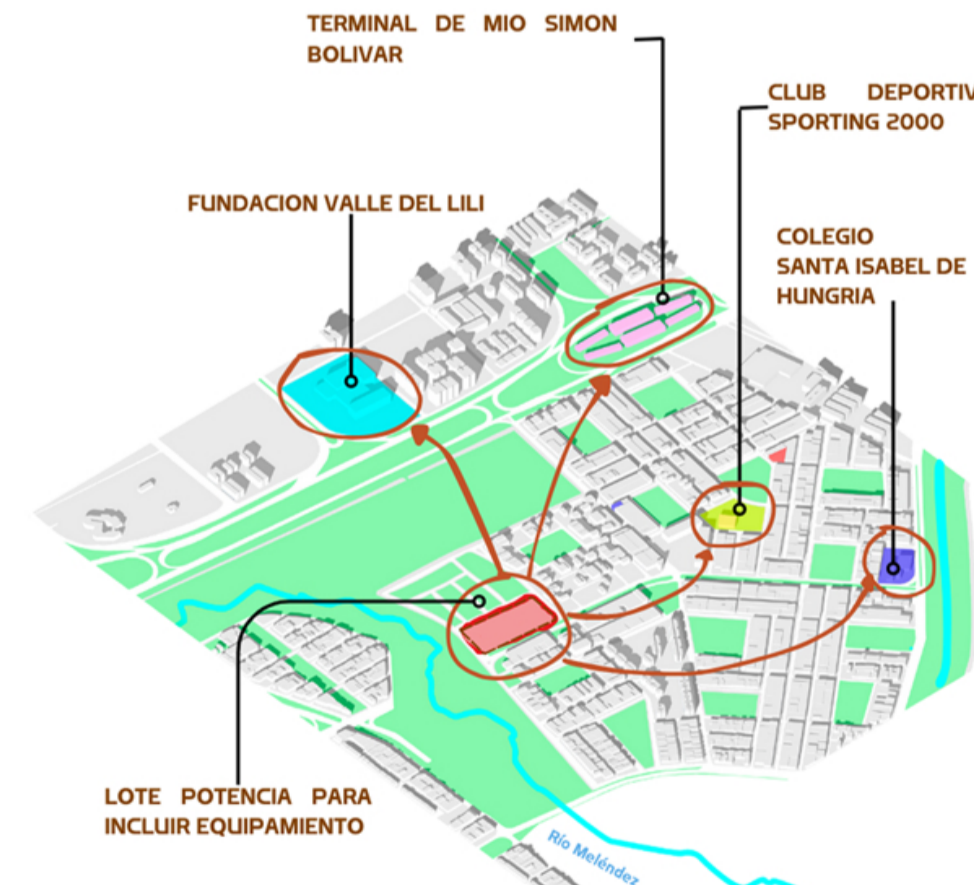 TERMINAL DE MIO SIMON
BOLIVAR
CLUB DEPORTIV
SPORTING 2000
FUNDACION VALLE DEL LILI
COLEGIO
SANTA ISABEL DE
HUNGRIA
LOTE POTENCIA PARA
INCLUIR EQUIPAMIENTO
Río Meléndez